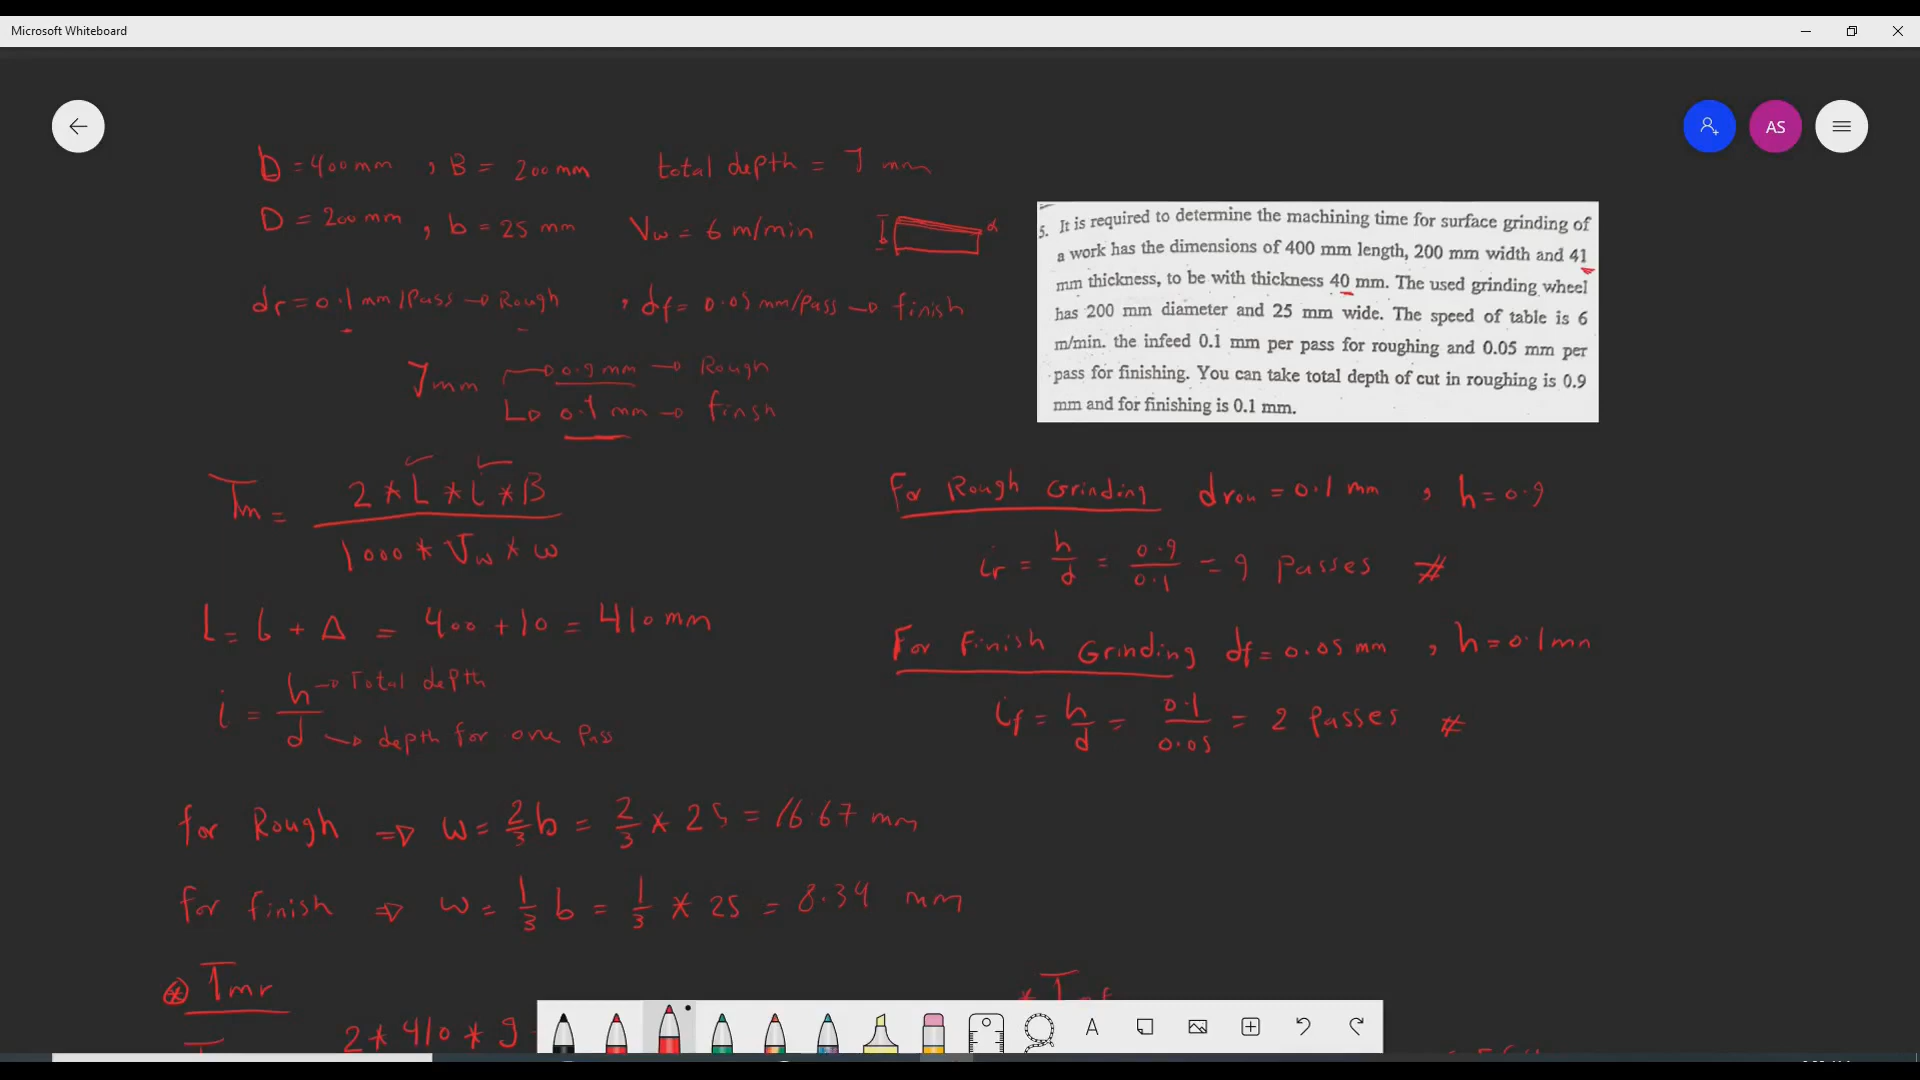 Microsoft Whiteboard
AS
L = 400 mm , B = 200 mm total depth = 1 mm
D = 200 mm , b = 25 mm Vw = 6 m/min
dr = 0.1 mm/Pass → Rough , df = 0.05 mm/Pass → finish
1 mm → 0.9 mm → Rough
→ 0.1 mm → finsh
5. It is required to determine the machining time for surface grinding of
a work has the dimensions of 400 mm length, 200 mm width and 41
mm thickness, to be with thickness 40 mm. The used grinding wheel
has 200 mm diameter and 25 mm wide. The speed of table is 6
m/min. the infeed 0.1 mm per pass for roughing and 0.05 mm per
pass for finishing. You can take total depth of cut in roughing is 0.9
mm and for finishing is 0.1 mm.
Tm = 2 * L * i * B
1000 * Vw * w
L = l + Δ = 400 + 10 = 410 mm
i = h → Total depth
d → depth for one Pass
For Rough Grinding drou = 0.1 mm , h = 0.9
ir = h/d = 0.9/0.1 = 9 Passes #
For Finish Grinding df = 0.05 mm , h = 0.1 mm
if = h/d = 0.1/0.05 = 2 Passes #
for Rough ⇒ w = 2/3 b = 2/3 * 25 = 16.67 mm
for finish ⇒ w = 1/3 b = 1/3 * 25 = 8.34 mm
* Tmr
2 * 410 * 9
A